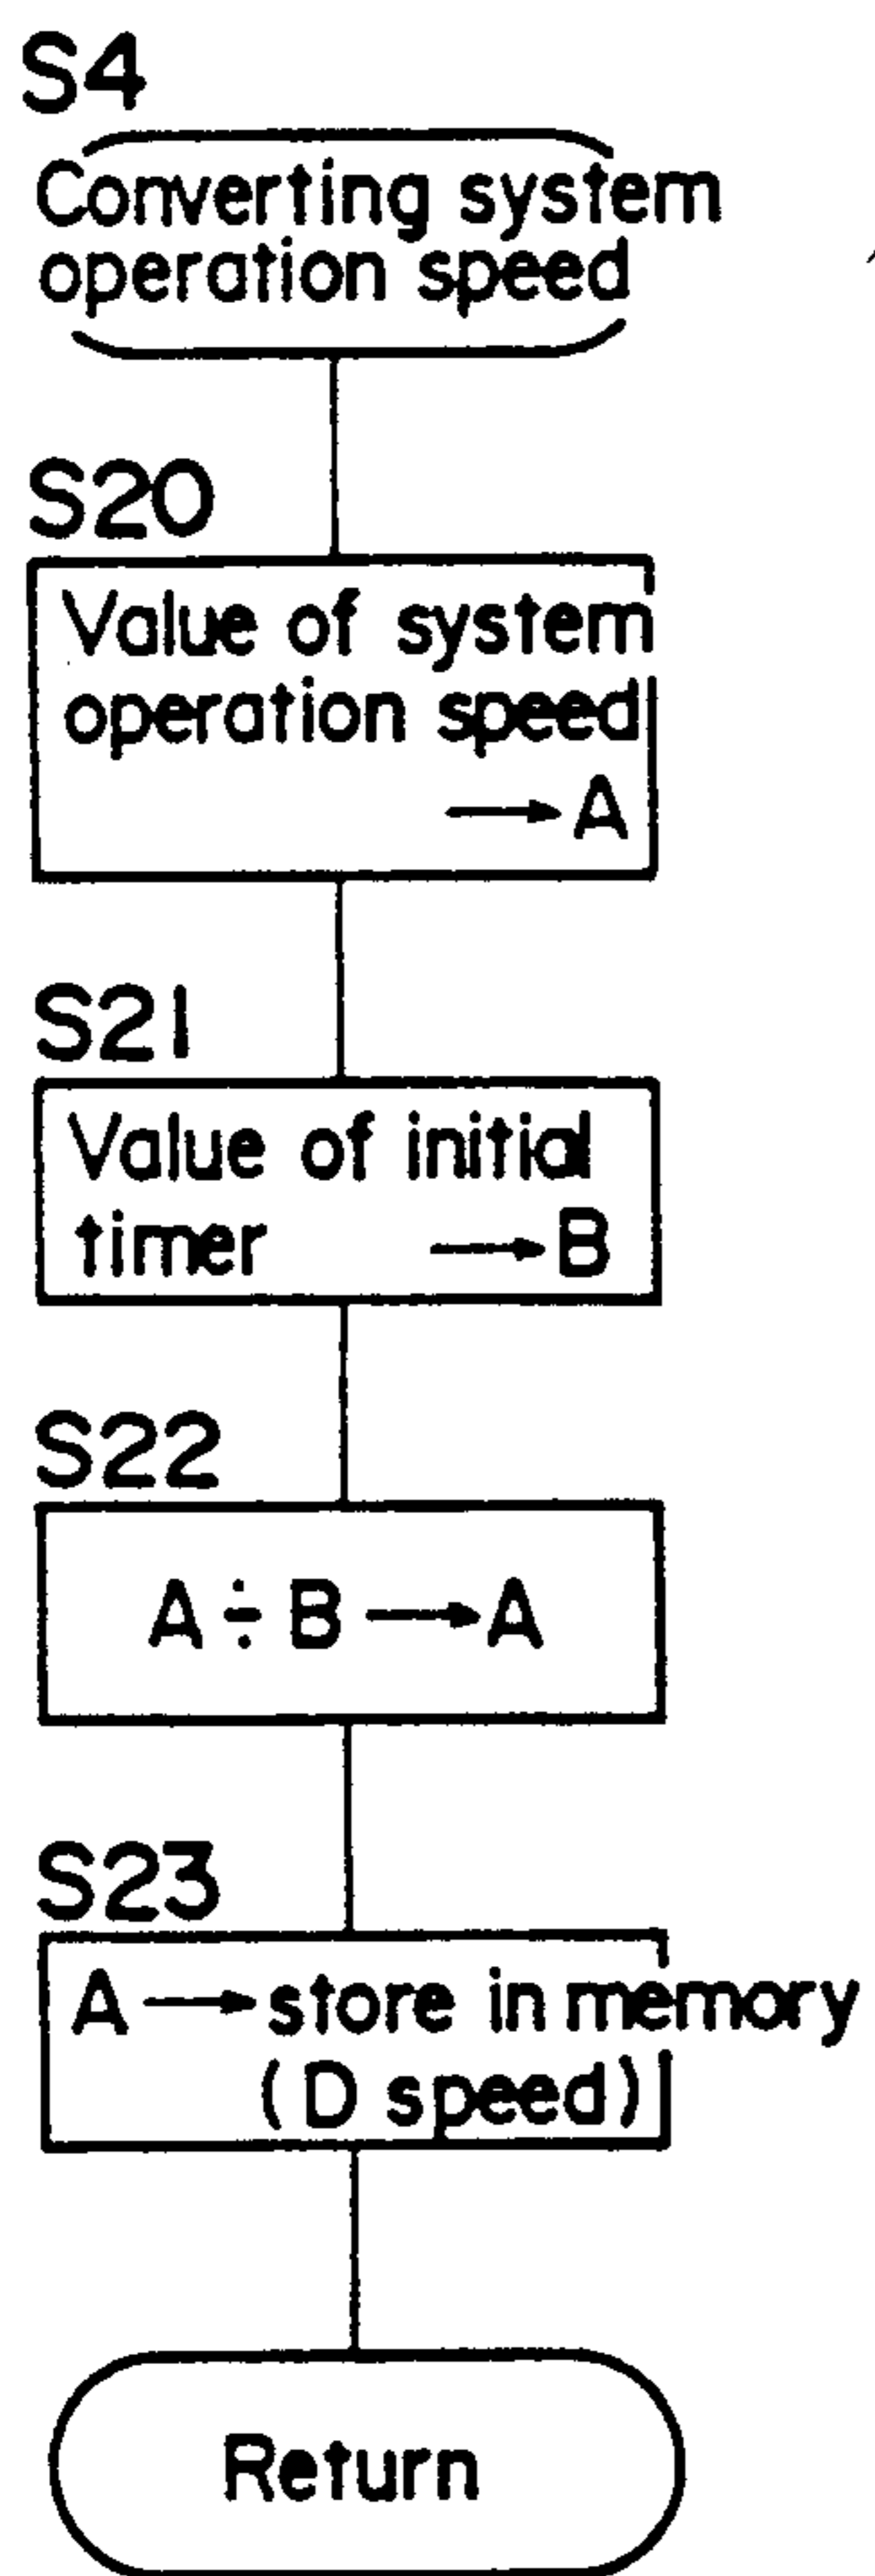 S4
Converting system
operation speed
S20
Value of system
operation speed
→ A
S21
Value of initial
timer → B
S22
A ÷ B → A
S23
A → store in memory
(D speed)
Return